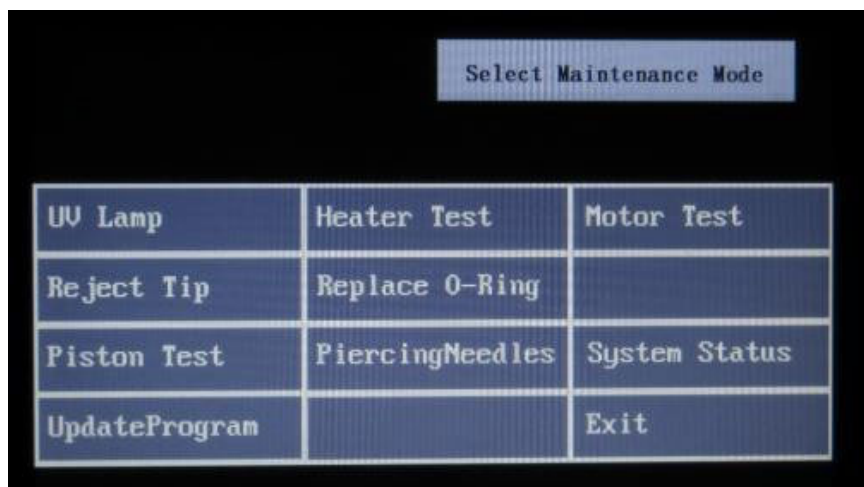 Select Maintenance Mode
UV Lamp Heater Test Motor Test
Reject Tip Replace O-Ring
Piston Test PiercingNeedles System Status
UpdateProgram Exit